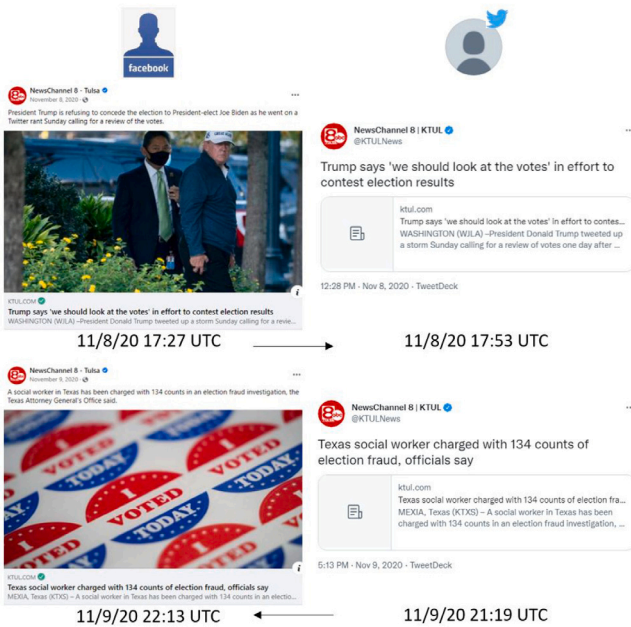 facebook
NewsChannel 8 - Tulsa
November 8, 2020
President Trump is refusing to concede the election to President-elect Joe Biden as he went on a
Twitter rant Sunday calling for a review of the votes.
KTUL.COM
Trump says 'we should look at the votes' in effort to contest election results
WASHINGTON (WJLA) –President Donald Trump tweeted up a storm Sunday calling for a revie...
11/8/20 17:27 UTC
NewsChannel 8 | KTUL
@KTULNews
Trump says 'we should look at the votes' in effort to
contest election results
ktul.com
Trump says 'we should look at the votes' in effort to contes...
WASHINGTON (WJLA) –President Donald Trump tweeted up
a storm Sunday calling for a review of votes one day after ...
12:28 PM · Nov 8, 2020 · TweetDeck
11/8/20 17:53 UTC
NewsChannel 8 - Tulsa
November 9, 2020
A social worker in Texas has been charged with 134 counts in an election fraud investigation, the
Texas Attorney General's Office said.
I VOTED TODAY
KTUL.COM
Texas social worker charged with 134 counts of election fraud, officials say
MEXIA, Texas (KTXS) – A social worker in Texas has been charged with 134 counts in an electio...
11/9/20 22:13 UTC
NewsChannel 8 | KTUL
@KTULNews
Texas social worker charged with 134 counts of
election fraud, officials say
ktul.com
Texas social worker charged with 134 counts of election fra...
MEXIA, Texas (KTXS) – A social worker in Texas has been
charged with 134 counts in an election fraud investigation, ...
5:13 PM · Nov 9, 2020 · TweetDeck
11/9/20 21:19 UTC